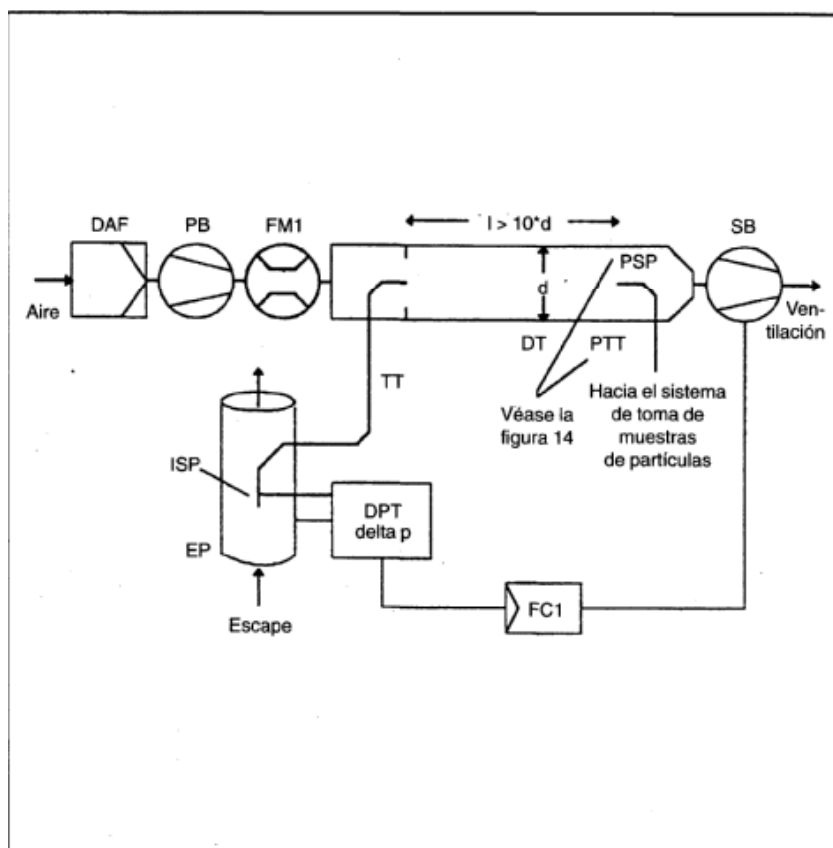 l > 10*d
DAF
PB
FM1
SB
PSP
d
Aire
Ven-
tilación
DT
PTT
TT
Véase la
figura 14
Hacia el sistema
de toma de
muestras
de partículas
ISP
DPT
delta p
EP
FC1
Escape